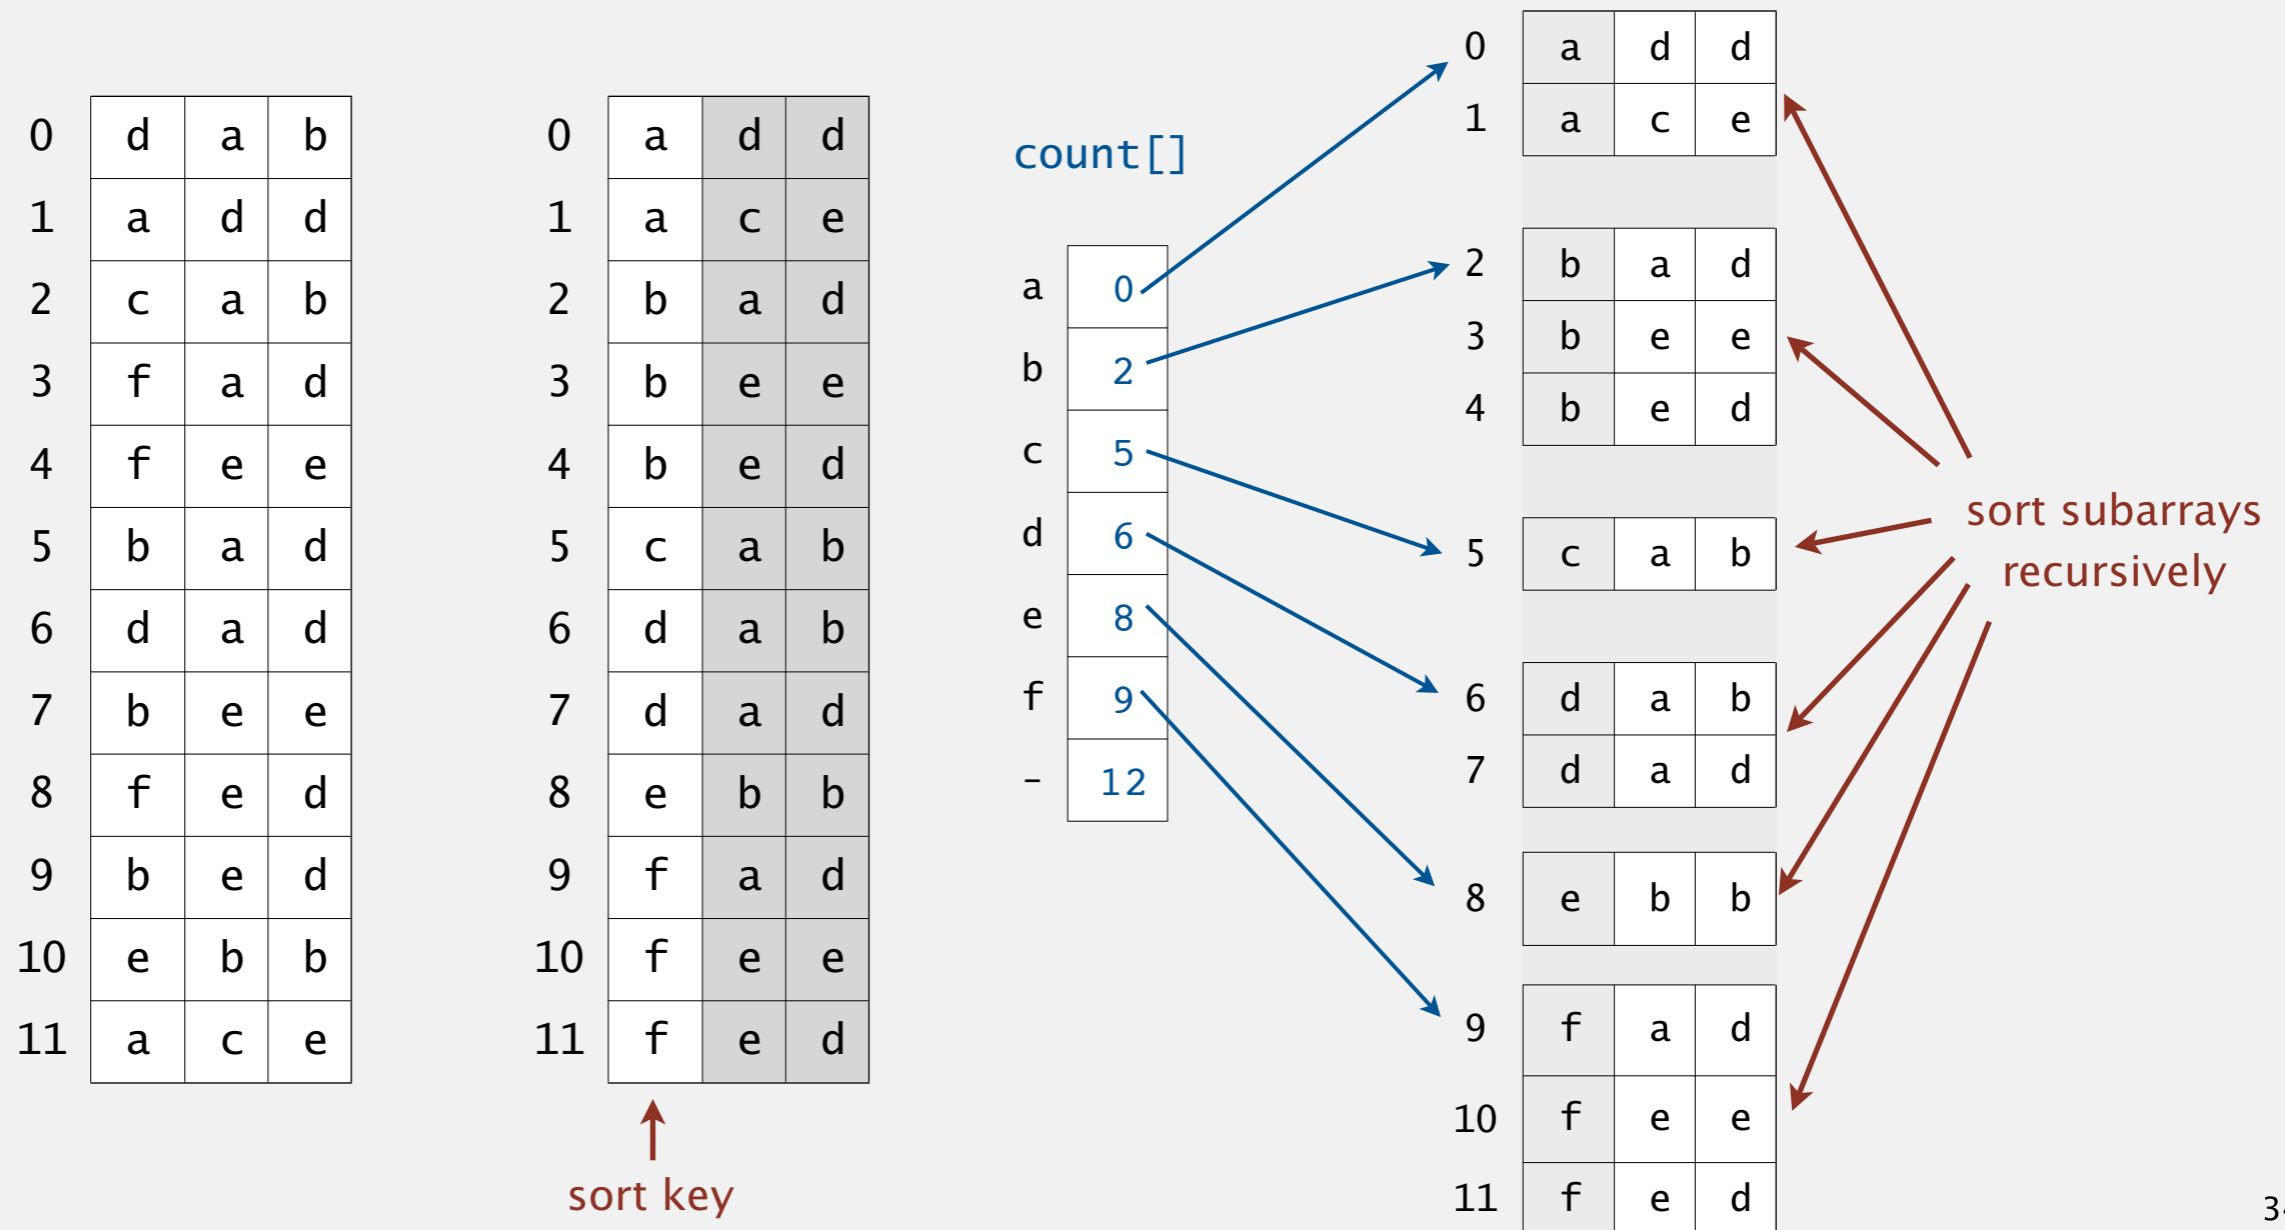 0 d a b
1 a d d
2 c a b
3 f a d
4 f e e
5 b a d
6 d a d
7 b e e
8 f e d
9 b e d
10 e b b
11 a c e
0 a d d
1 a c e
2 b a d
3 b e e
4 b e d
5 c a b
6 d a b
7 d a d
8 e b b
9 f a d
10 f e e
11 f e d
sort key
count[]
a 0
b 2
c 5
d 6
e 8
f 9
- 12
0 a d d
1 a c e
2 b a d
3 b e e
4 b e d
5 c a b
6 d a b
7 d a d
8 e b b
9 f a d
10 f e e
11 f e d
sort subarrays
recursively